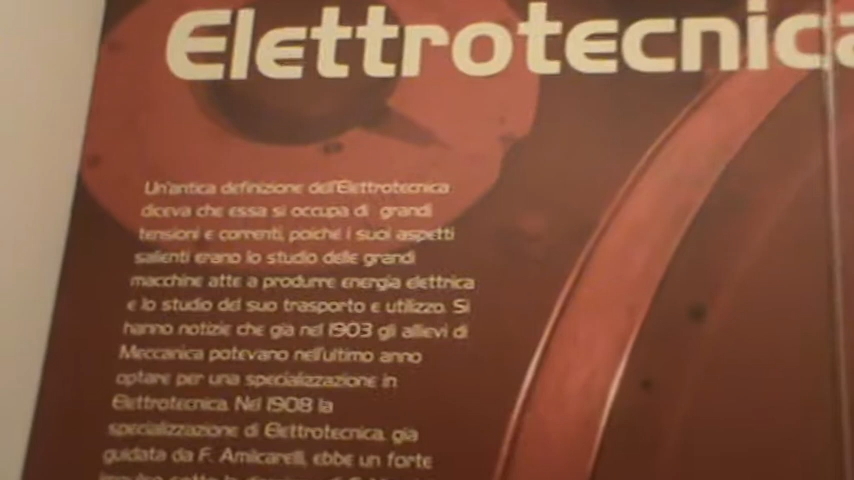 Elettrotecnica
Un'antica definizione dell'Elettrotecnica
diceva che essa si occupa di grandi
tensioni e correnti, poiché i suoi aspetti
salienti erano lo studio delle grandi
macchine atte a produrre energia elettrica
e lo studio del suo trasporto e utilizzo. Si
hanno notizie che già nel 1903 gli allievi di
Meccanica potevano nell'ultimo anno
optare per una specializzazione in
Elettrotecnica. Nel 1908 la
specializzazione di Elettrotecnica, già
guidata da F. Amicarelli, ebbe un forte